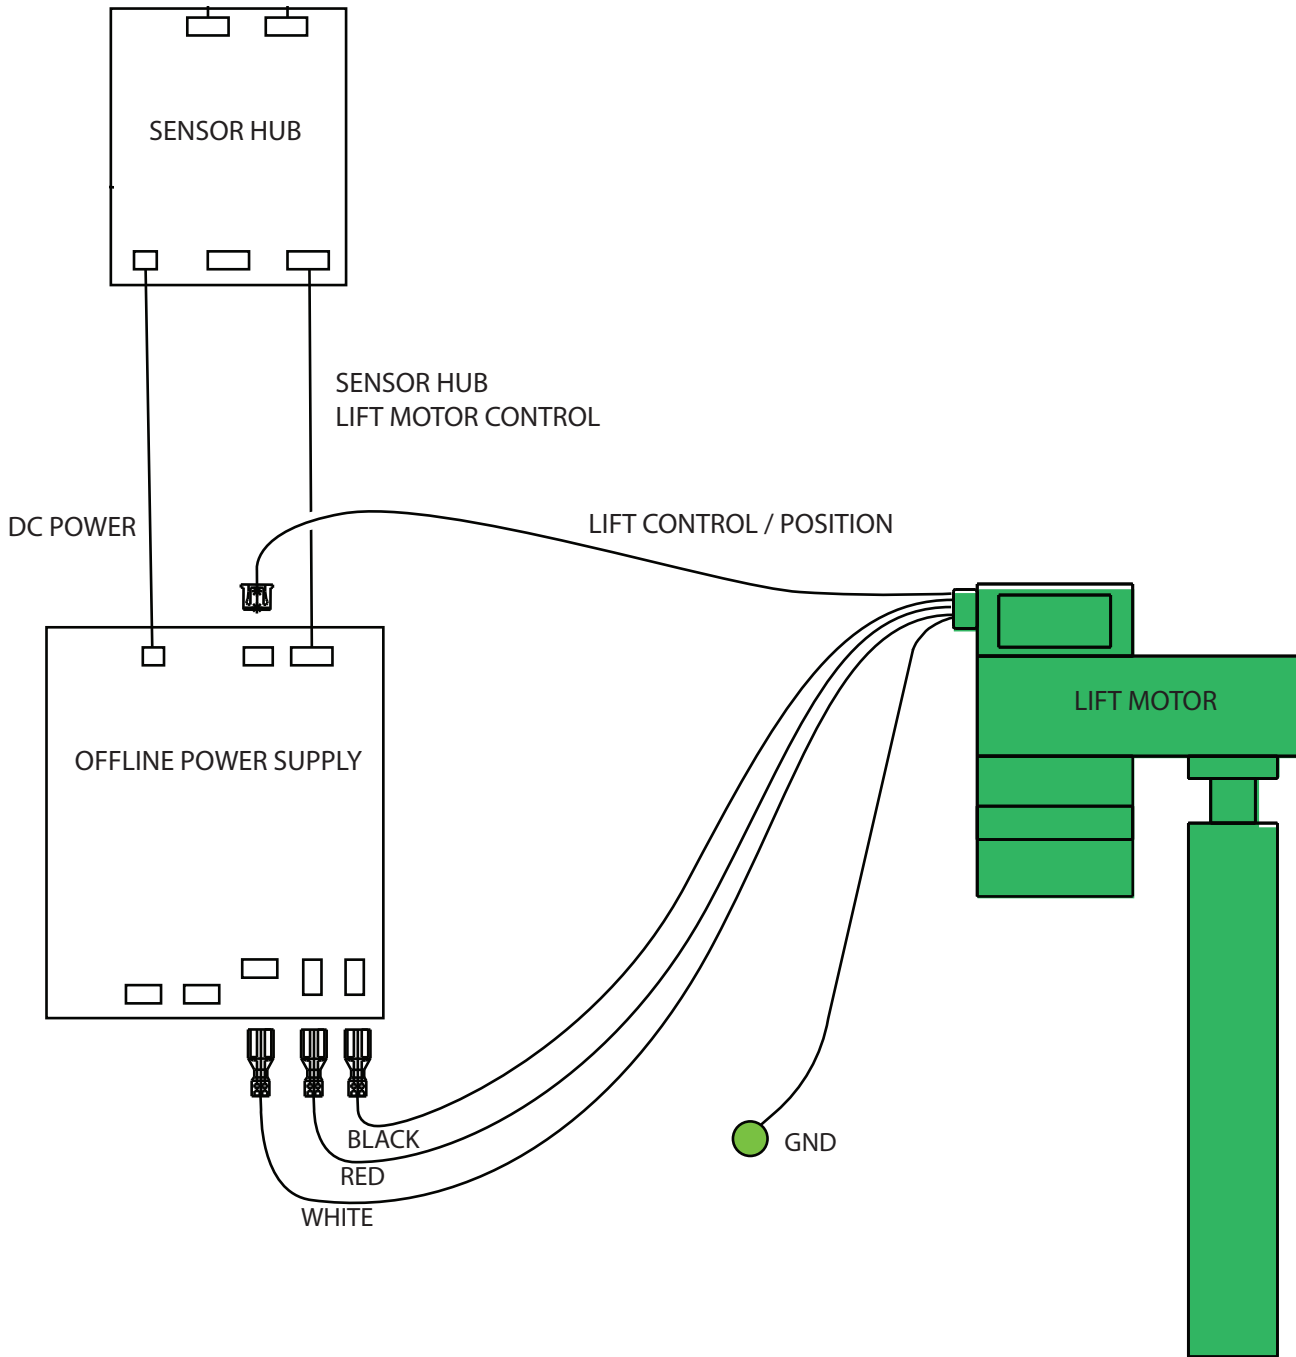 SENSOR HUB
SENSOR HUB
LIFT MOTOR CONTROL
DC POWER
LIFT CONTROL / POSITION
LIFT MOTOR
OFFLINE POWER SUPPLY
BLACK
GND
RED
WHITE